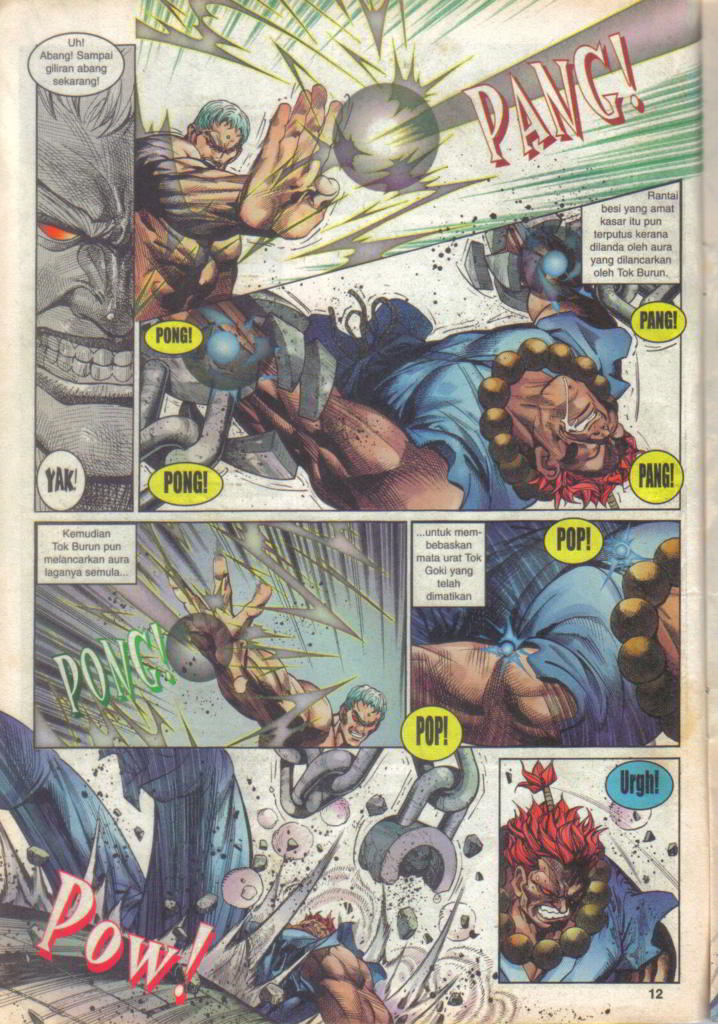 Uh!
Abang! Sampai
giliran abang
sekarang!
PANG!
Rantai
besi yang amat
kasar itu pun
terputus kerana
dilanda oleh aura
yang dilancarkan
oleh Tok Burun.
PONG!
PANG!
YAK!
PONG!
PANG!
Kemudian
Tok Burun pun
melancarkan aura
laganya semula...
PONG!
...untuk mem-
bebaskan
mata urat Tok
Goki yang
telah
dimatikan
POP!
POP!
POW!
Urgh!
12